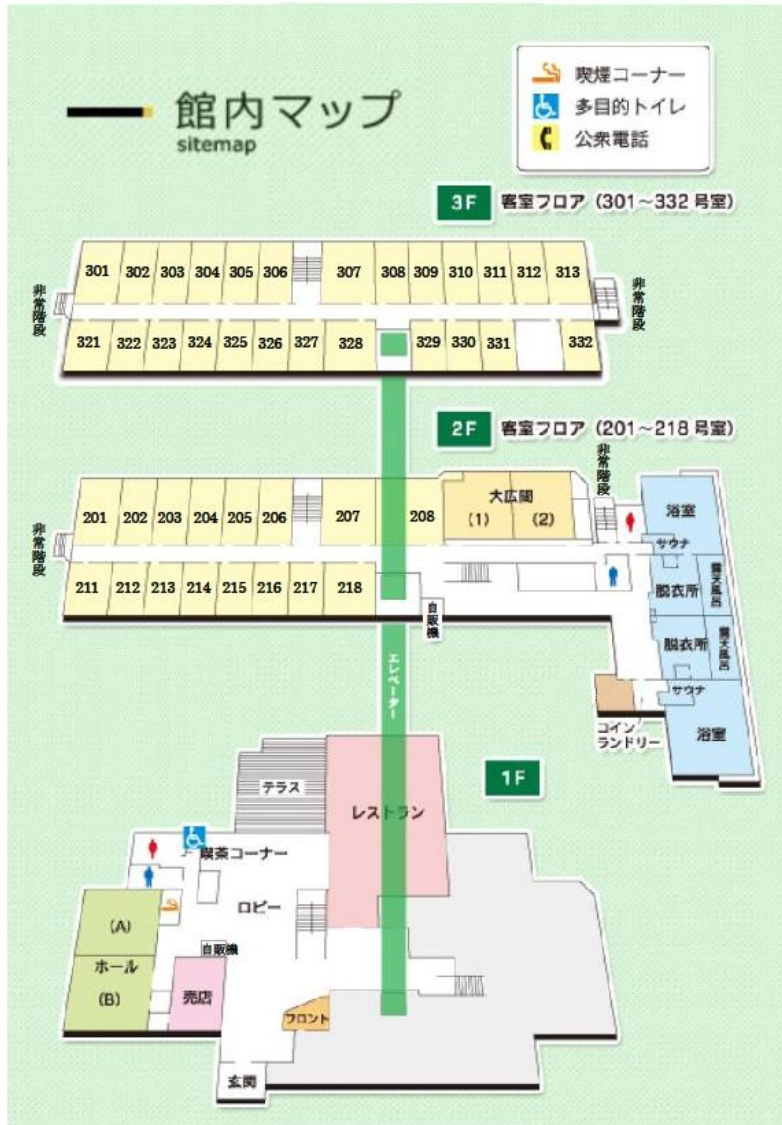 館内マップ
sitemap
喫煙コーナー
多目的トイレ
公衆電話
3F 客室フロア (301～332 号室)
301 302 303 304 305 306 307 308 309 310 311 312 313
非常階段
非常階段
321 322 323 324 325 326 327 328 329 330 331 332
2F 客室フロア (201～218 号室)
非常階段
201 202 203 204 205 206 207 208
大広間
(1) (2)
浴室
非常階段
サウナ
211 212 213 214 215 216 217 218
自販機
脱衣所
露天風呂
脱衣所
露天風呂
サウナ
浴室
コイン
ランドリー
エレベーター
1F
テラス
レストラン
喫茶コーナー
ロビー
(A)
ホール
(B)
自販機
売店
フロント
玄関